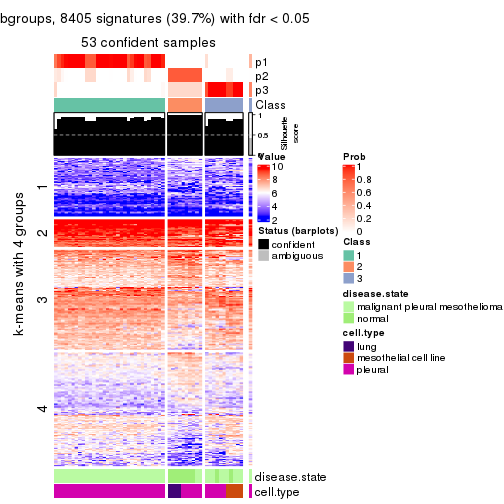 bgroups, 8405 signatures (39.7%) with fdr < 0.05
53 confident samples
p1
p2
p3
Class
1
0.5
0
Silhouette
score
k-means with 4 groups
1
2
3
4
Value
10
8
6
4
2
Status (barplots)
confident
ambiguous
Prob
1
0.8
0.6
0.4
0.2
0
Class
1
2
3
disease.state
malignant pleural mesothelioma
normal
cell.type
lung
mesothelial cell line
pleural
disease.state
cell.type